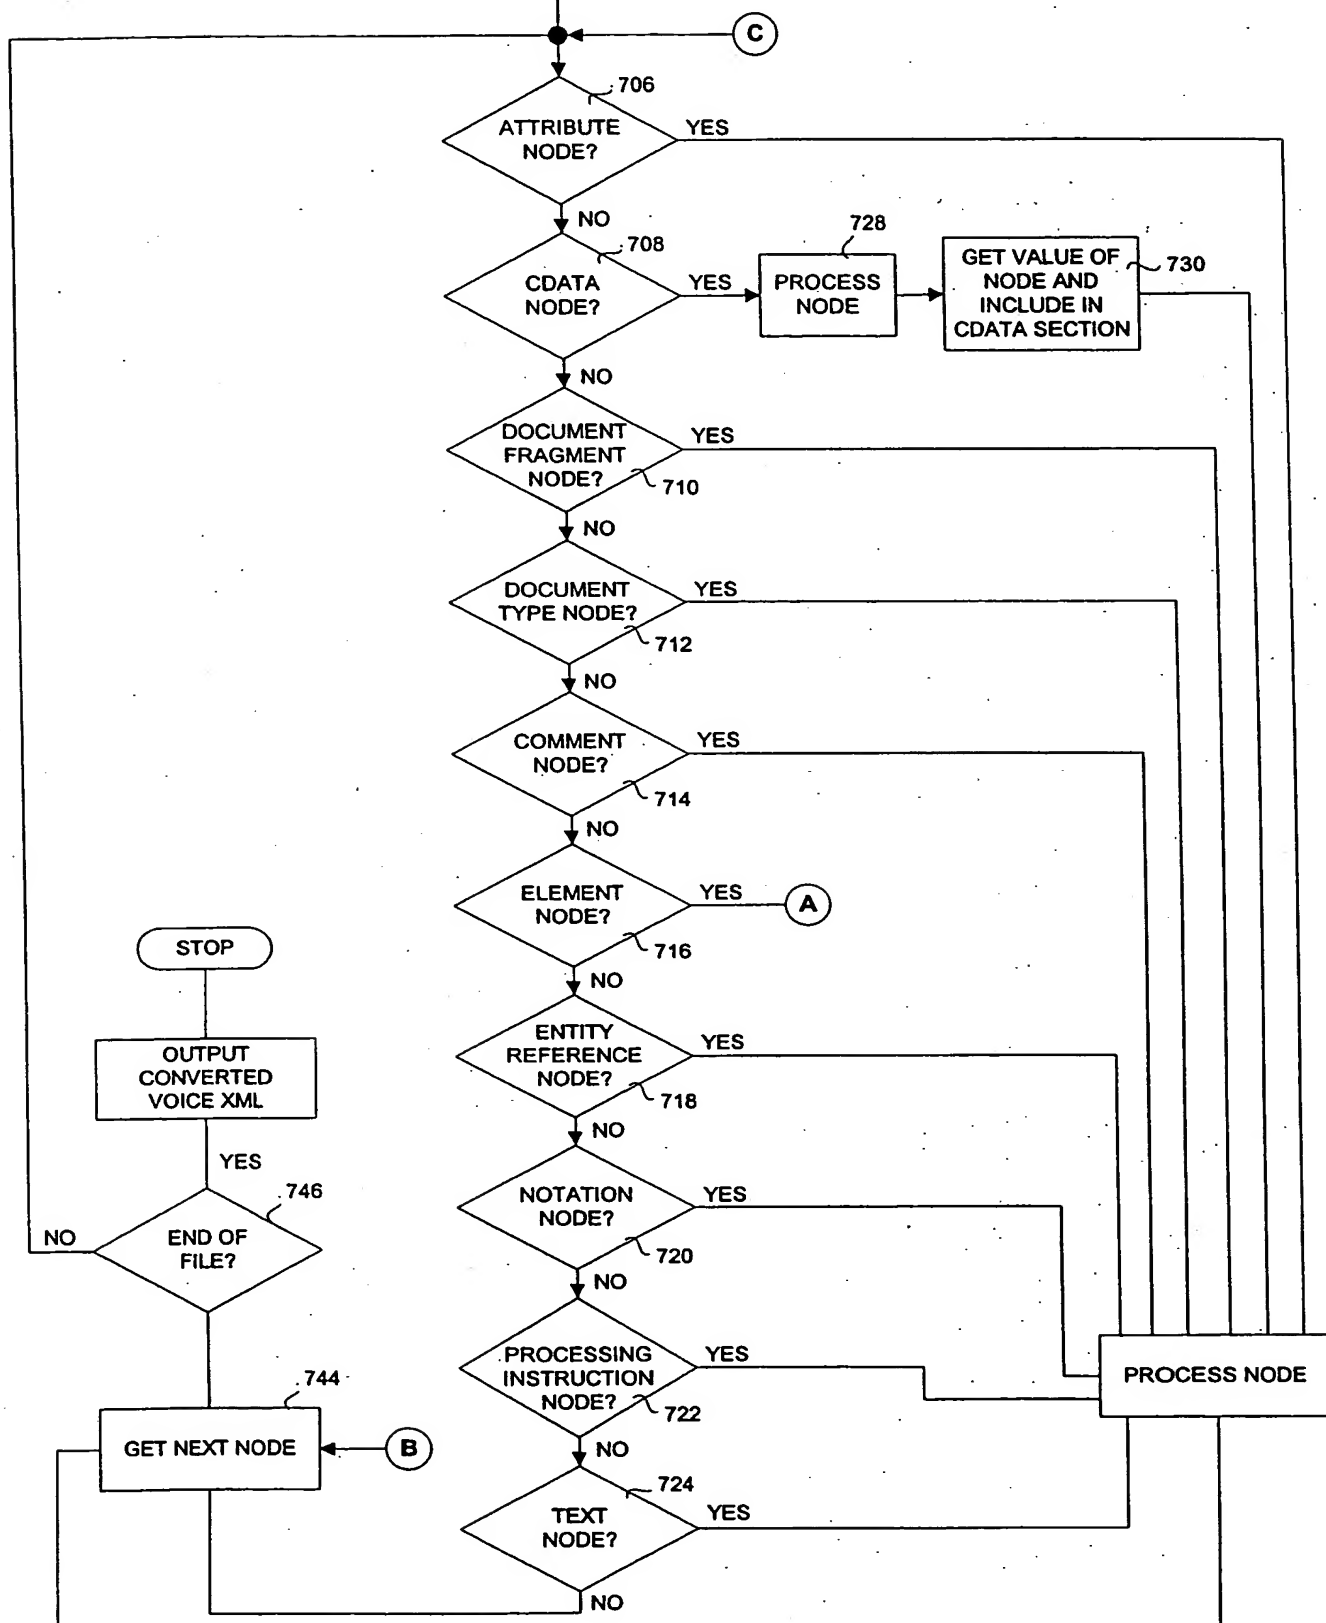 C
706
ATTRIBUTE
NODE?
YES
NO
708
CDATA
NODE?
YES
728
PROCESS
NODE
730
GET VALUE OF
NODE AND
INCLUDE IN
CDATA SECTION
NO
DOCUMENT
FRAGMENT
NODE?
710
YES
NO
DOCUMENT
TYPE NODE?
712
YES
NO
COMMENT
NODE?
714
YES
NO
ELEMENT
NODE?
716
YES
A
NO
ENTITY
REFERENCE
NODE?
718
YES
NO
NOTATION
NODE?
720
YES
NO
PROCESSING
INSTRUCTION
NODE?
722
YES
NO
724
TEXT
NODE?
YES
NO
PROCESS NODE
STOP
OUTPUT
CONVERTED
VOICE XML
YES
746
END OF
FILE?
NO
744
GET NEXT NODE
B